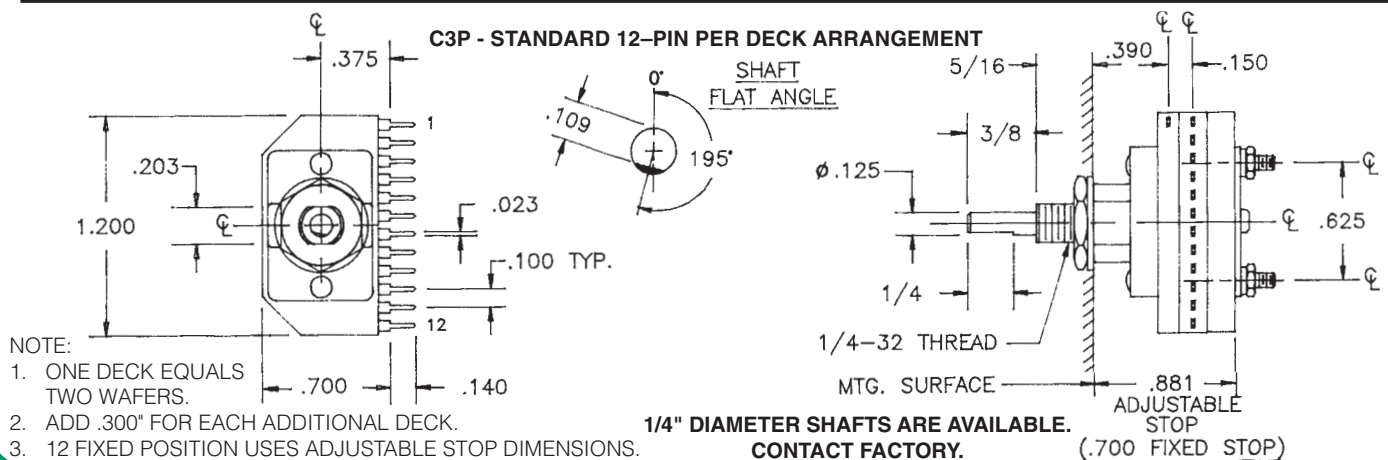 C3P - STANDARD 12–PIN PER DECK ARRANGEMENT
℄
.375
1
.203
1.200
℄
.023
.100 TYP.
12
.700
.140
SHAFT
FLAT ANGLE
0°
.109
195°
℄ ℄
.390
.150
5/16
3/8
Ø.125
℄
℄
.625
℄
1/4
1/4–32 THREAD
MTG. SURFACE
.881
ADJUSTABLE
STOP
(.700 FIXED STOP)
NOTE:
1. ONE DECK EQUALS
TWO WAFERS.
2. ADD .300" FOR EACH ADDITIONAL DECK.
3. 12 FIXED POSITION USES ADJUSTABLE STOP DIMENSIONS.
1/4" DIAMETER SHAFTS ARE AVAILABLE.
CONTACT FACTORY.